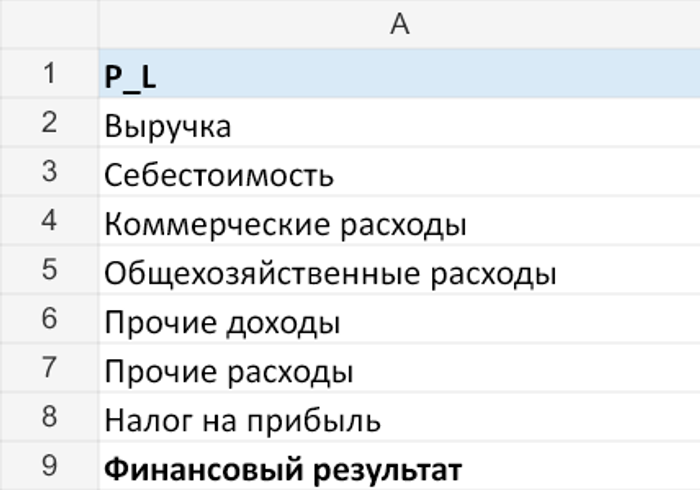 A
1 P_L
2 Выручка
3 Себестоимость
4 Коммерческие расходы
5 Общехозяйственные расходы
6 Прочие доходы
7 Прочие расходы
8 Налог на прибыль
9 Финансовый результат